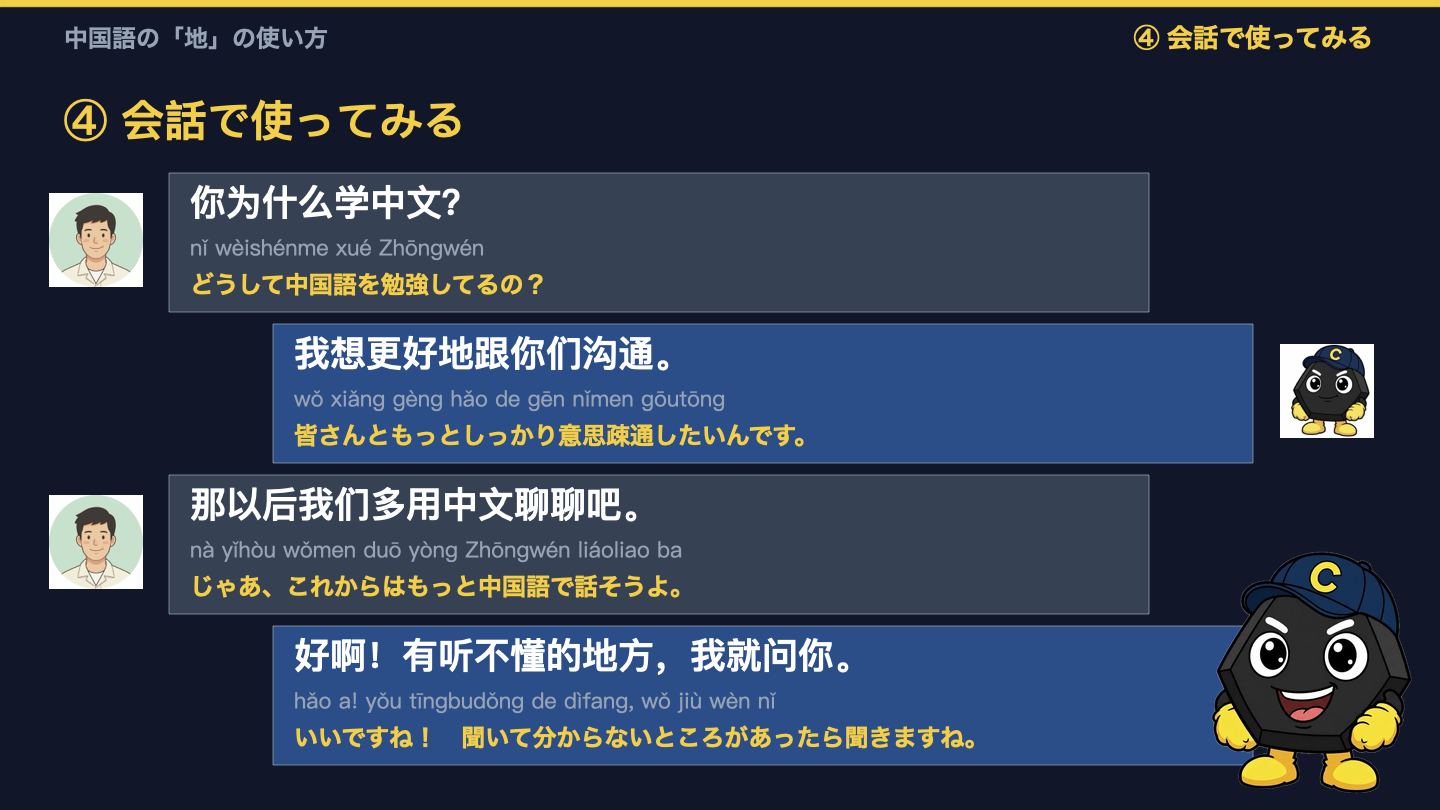 中国語の「地」の使い方
④ 会話で使ってみる
④ 会話で使ってみる
你为什么学中文?
nǐ wèishénme xué Zhōngwén
どうして中国語を勉強してるの？
我想更好地跟你们沟通。
wǒ xiǎng gèng hǎo de gēn nǐmen gōutōng
皆さんともっとしっかり意思疎通したいんです。
那以后我们多用中文聊聊吧。
nà yǐhòu wǒmen duō yòng Zhōngwén liáoliao ba
じゃあ、これからはもっと中国語で話そうよ。
好啊！有听不懂的地方，我就问你。
hǎo a! yǒu tīngbudǒng de dìfang, wǒ jiù wèn nǐ
いいですね！　聞いて分からないところがあったら聞きますね。
C
C